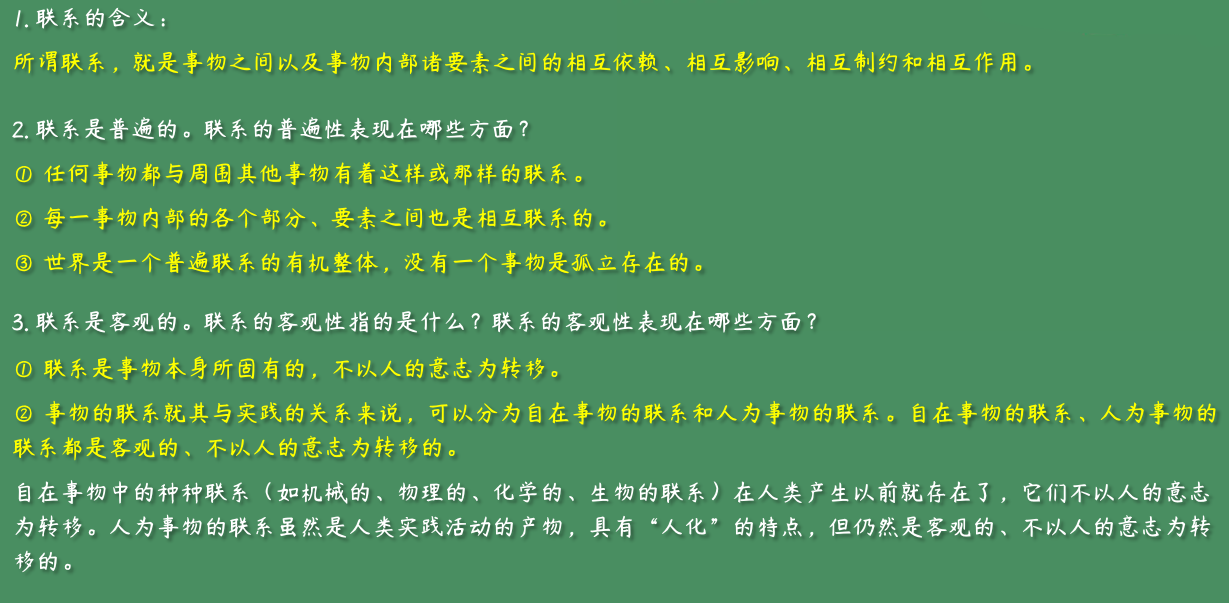 1.联系的含义：
所谓联系，就是事物之间以及事物内部诸要素之间的相互依赖、相互影响、相互制约和相互作用。
2.联系是普遍的。联系的普遍性表现在哪些方面？
① 任何事物都与周围其他事物有着这样或那样的联系。
② 每一事物内部的各个部分、要素之间也是相互联系的。
③ 世界是一个普遍联系的有机整体，没有一个事物是孤立存在的。
3.联系是客观的。联系的客观性指的是什么？联系的客观性表现在哪些方面？
① 联系是事物本身所固有的，不以人的意志为转移。
② 事物的联系就其与实践的关系来说，可以分为自在事物的联系和人为事物的联系。自在事物的联系、人为事物的
联系都是客观的、不以人的意志为转移的。
自在事物中的种种联系（如机械的、物理的、化学的、生物的联系）在人类产生以前就存在了，它们不以人的意志
为转移。人为事物的联系虽然是人类实践活动的产物，具有“人化”的特点，但仍然是客观的、不以人的意志为转
移的。